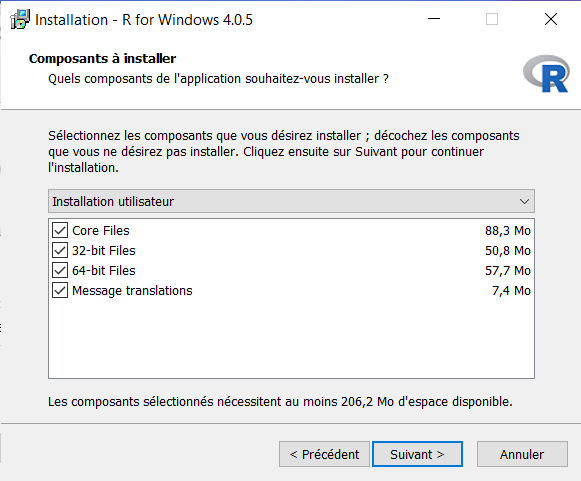 Installation - R for Windows 4.0.5
Composants à installer
Quels composants de l'application souhaitez-vous installer ?
R
Sélectionnez les composants que vous désirez installer ; décochez les composants
que vous ne désirez pas installer. Cliquez ensuite sur Suivant pour continuer
l'installation.
Installation utilisateur
Core Files 88,3 Mo
32-bit Files 50,8 Mo
64-bit Files 57,7 Mo
Message translations 7,4 Mo
Les composants sélectionnés nécessitent au moins 206,2 Mo d'espace disponible.
< Précédent Suivant > Annuler